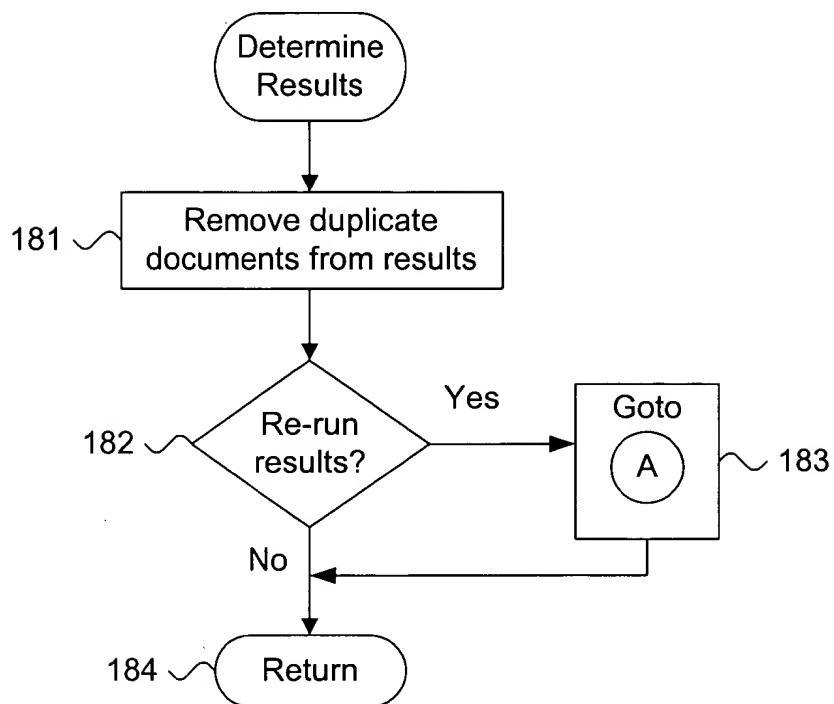 Determine
Results
181
Remove duplicate
documents from results
182
Re-run
results?
Yes
Goto
A
183
No
184
Return